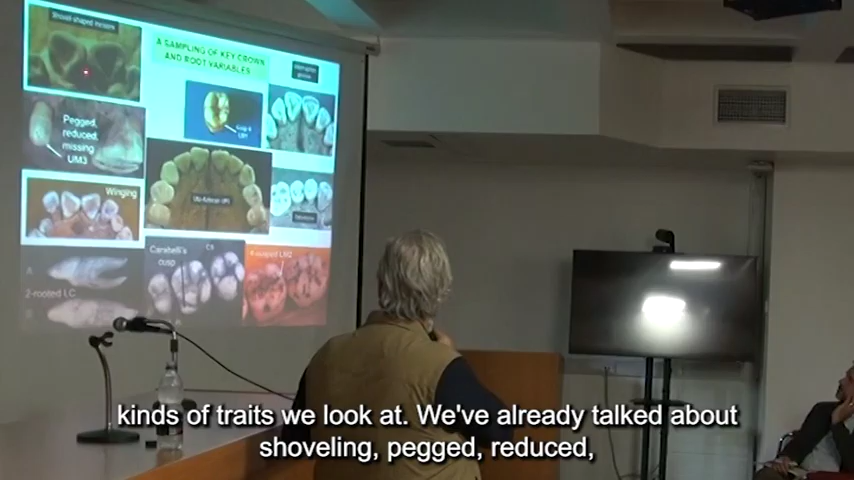 Shovel-shaped incisors
A SAMPLING OF KEY CROWN
AND ROOT VARIABLES
Pegged,
reduced,
missing
UM3
Winging
Carabelli's
cusp
C5
4-cusped LM2
2-rooted LC
kinds of traits we look at. We've already talked about
shoveling, pegged, reduced,